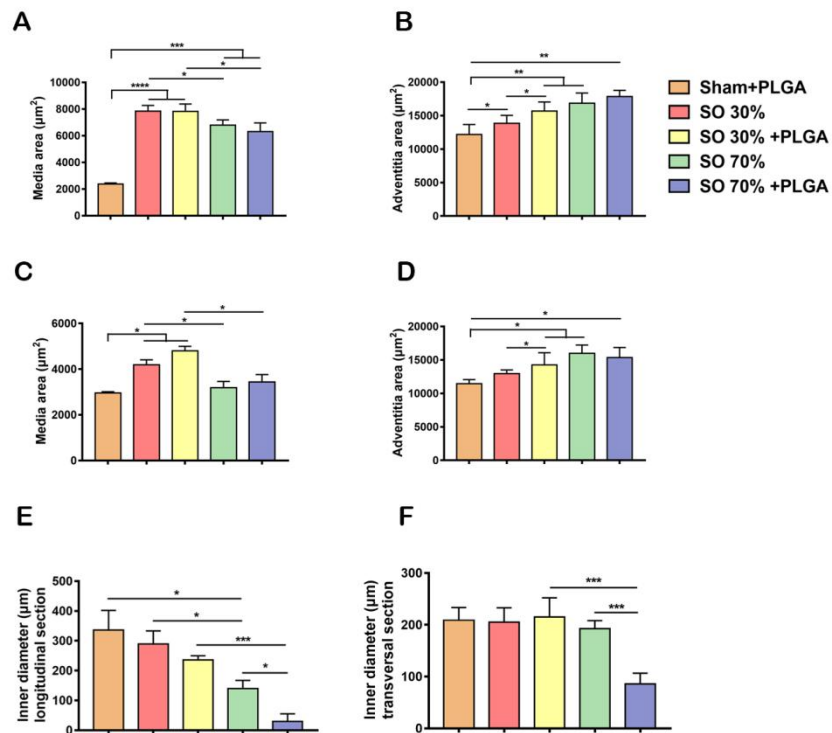 A
Media area (μm²)
10000
8000
6000
4000
2000
0
***
*
*
****
B
Adventitia area (μm²)
20000
15000
10000
5000
0
**
**
*
*
Sham+PLGA
SO 30%
SO 30% +PLGA
SO 70%
SO 70% +PLGA
C
Media area (μm²)
6000
4000
2000
0
*
*
*
D
Adventitia area (μm²)
20000
15000
10000
5000
0
*
*
*
E
Inner diameter (μm)
longitudinal section
500
400
300
200
100
0
*
*
***
*
F
Inner diameter (μm)
transversal section
300
200
100
0
***
***